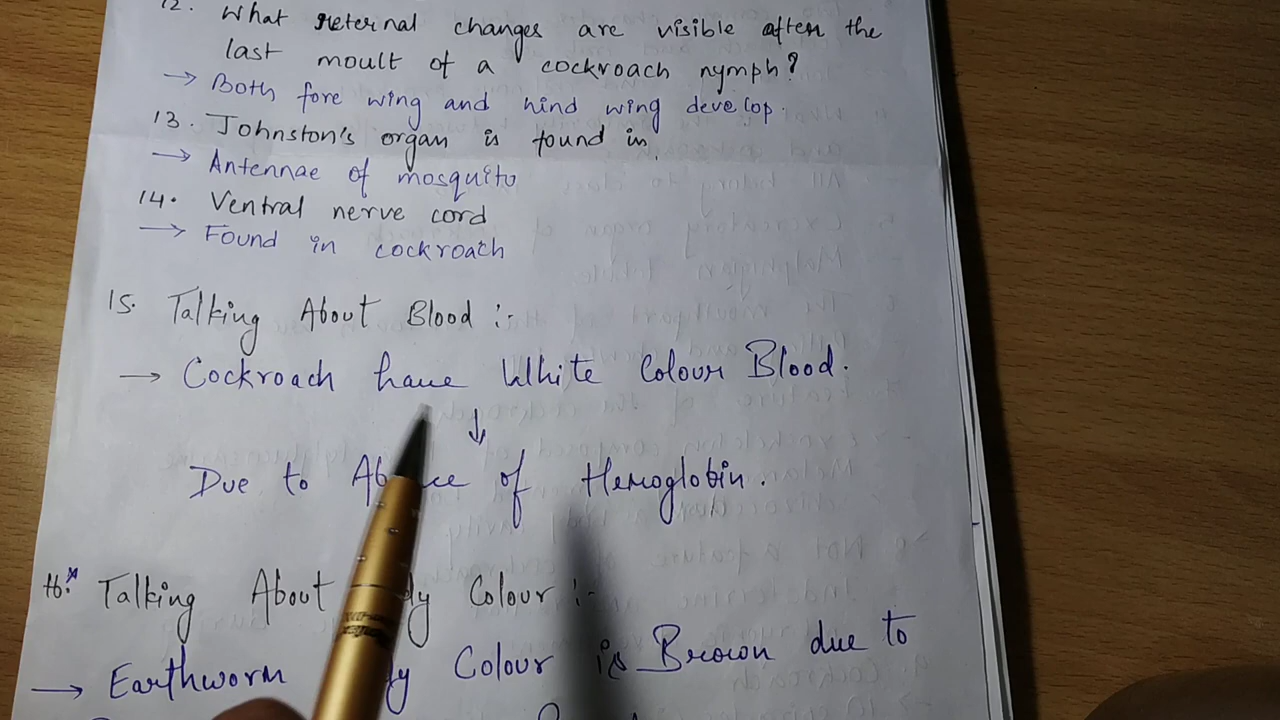 12. What external changes are visible after the
last moult of a cockroach nymph?
→ Both fore wing and hind wing develop.
13. Johnston's organ is found in
→ Antennae of mosquito
14. Ventral nerve cord
→ Found in cockroach
15. Talking About Blood :-
→ Cockroach have White Colour Blood.
↓
Due to of Hemoglobin.
16.* Talking About Colour :-
→ Earthworm Colour is Brown due to